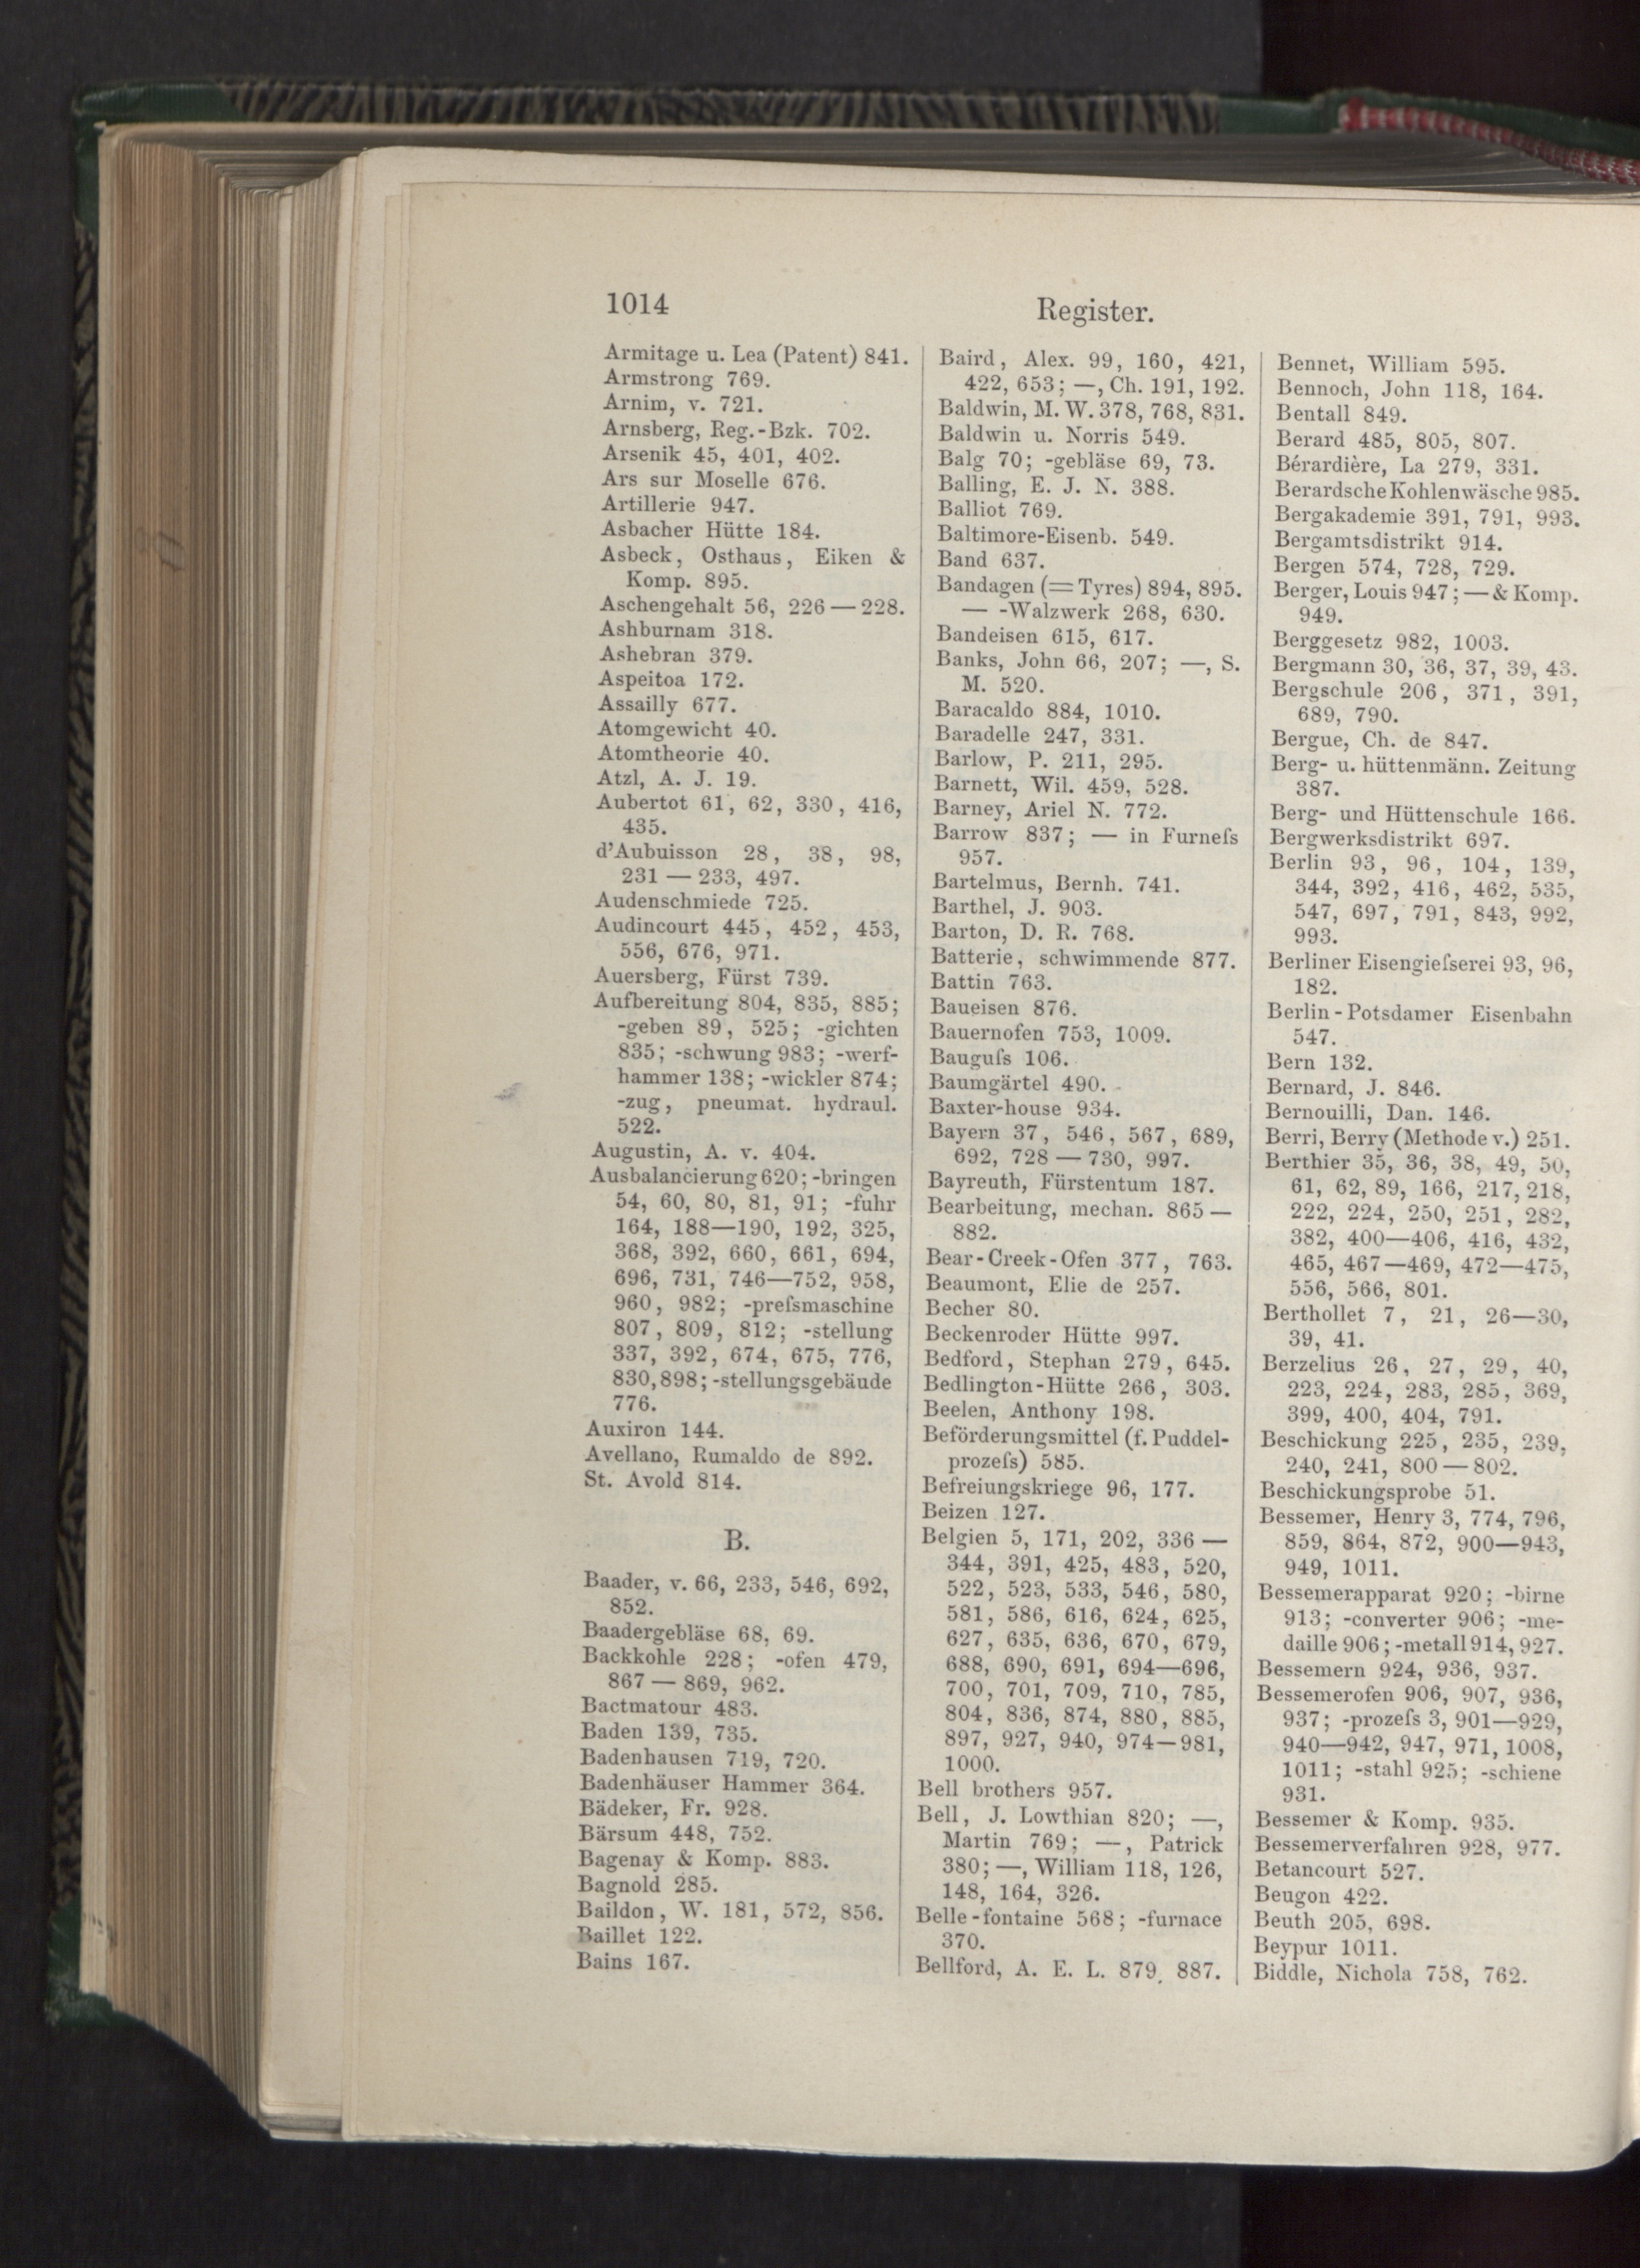 1014
Register.
Armitage u. Lea (Patent) 841.
Armstrong 769.
Arnim, v. 721.
Arnsberg, Reg.-Bzk. 702.
Arsenik 45, 401, 402.
Ars sur Moselle 676.
Artillerie 947.
Asbacher Hütte 184.
Asbeck, Osthaus, Eiken &
Komp. 895.
Aschengehalt 56, 226—228.
Ashburnam 318.
Ashebran 379.
Aspeitoa 172.
Assailly 677.
Atomgewicht 40.
Atomtheorie 40.
Atzl, A. J. 19.
Aubertot 61, 62, 330, 416,
435.
d'Aubuisson 28, 38, 98,
231—233, 497.
Audenschmiede 725.
Audincourt 445, 452, 453,
556, 676, 971.
Auersberg, Fürst 739.
Aufbereitung 804, 835, 885;
-geben 89, 525; -gichten
835; -schwung 983; -werf-
hammer 138; -wickler 874;
-zug, pneumat. hydraul.
522.
Augustin, A. v. 404.
Ausbalancierung 620; -bringen
54, 60, 80, 81, 91; -fuhr
164, 188—190, 192, 325,
368, 392, 660, 661, 694,
696, 731, 746—752, 958,
960, 982; -preſsmaschine
807, 809, 812; -stellung
337, 392, 674, 675, 776,
830, 898; -stellungsgebäude
776.
Auxiron 144.
Avellano, Rumaldo de 892.
St. Avold 814.
B.
Baader, v. 66, 233, 546, 692,
852.
Baadergebläse 68, 69.
Backkohle 228; -ofen 479,
867—869, 962.
Bactmatour 483.
Baden 139, 735.
Badenhausen 719, 720.
Badenhäuser Hammer 364.
Bädeker, Fr. 928.
Bärsum 448, 752.
Bagenay & Komp. 883.
Bagnold 285.
Baildon, W. 181, 572, 856.
Baillet 122.
Bains 167.
Baird, Alex. 99, 160, 421,
422, 653; —, Ch. 191, 192.
Baldwin, M. W. 378, 768, 831.
Baldwin u. Norris 549.
Balg 70; -gebläse 69, 73.
Balling, E. J. N. 388.
Balliot 769.
Baltimore-Eisenb. 549.
Band 637.
Bandagen (= Tyres) 894, 895.
— -Walzwerk 268, 630.
Bandeisen 615, 617.
Banks, John 66, 207; —, S.
M. 520.
Baracaldo 884, 1010.
Baradelle 247, 331.
Barlow, P. 211, 295.
Barnett, Wil. 459, 528.
Barney, Ariel N. 772.
Barrow 837; — in Furneſs
957.
Bartelmus, Bernh. 741.
Barthel, J. 903.
Barton, D. R. 768.
Batterie, schwimmende 877.
Battin 763.
Baueisen 876.
Bauernofen 753, 1009.
Bauguſs 106.
Baumgärtel 490.
Baxter-house 934.
Bayern 37, 546, 567, 689,
692, 728—730, 997.
Bayreuth, Fürstentum 187.
Bearbeitung, mechan. 865—
882.
Bear-Creek-Ofen 377, 763.
Beaumont, Elie de 257.
Becher 80.
Beckenroder Hütte 997.
Bedford, Stephan 279, 645.
Bedlington-Hütte 266, 303.
Beelen, Anthony 198.
Beförderungsmittel (f. Puddel-
prozeſs) 585.
Befreiungskriege 96, 177.
Beizen 127.
Belgien 5, 171, 202, 336—
344, 391, 425, 483, 520,
522, 523, 533, 546, 580,
581, 586, 616, 624, 625,
627, 635, 636, 670, 679,
688, 690, 691, 694—696,
700, 701, 709, 710, 785,
804, 836, 874, 880, 885,
897, 927, 940, 974—981,
1000.
Bell brothers 957.
Bell, J. Lowthian 820; —,
Martin 769; —, Patrick
380; —, William 118, 126,
148, 164, 326.
Belle-fontaine 568; -furnace
370.
Bellford, A. E. L. 879, 887.
Bennet, William 595.
Bennoch, John 118, 164.
Bentall 849.
Berard 485, 805, 807.
Bérardière, La 279, 331.
Berardsche Kohlenwäsche 985.
Bergakademie 391, 791, 993.
Bergamtsdistrikt 914.
Bergen 574, 728, 729.
Berger, Louis 947; — & Komp.
949.
Berggesetz 982, 1003.
Bergmann 30, 36, 37, 39, 43.
Bergschule 206, 371, 391,
689, 790.
Bergue, Ch. de 847.
Berg- u. hüttenmänn. Zeitung
387.
Berg- und Hüttenschule 166.
Bergwerksdistrikt 697.
Berlin 93, 96, 104, 139,
344, 392, 416, 462, 535,
547, 697, 791, 843, 992,
993.
Berliner Eisengieſserei 93, 96,
182.
Berlin-Potsdamer Eisenbahn
547.
Bern 132.
Bernard, J. 846.
Bernouilli, Dan. 146.
Berri, Berry (Methode v.) 251.
Berthier 35, 36, 38, 49, 50,
61, 62, 89, 166, 217, 218,
222, 224, 250, 251, 282,
382, 400—406, 416, 432,
465, 467—469, 472—475,
556, 566, 801.
Berthollet 7, 21, 26—30,
39, 41.
Berzelius 26, 27, 29, 40,
223, 224, 283, 285, 369,
399, 400, 404, 791.
Beschickung 225, 235, 239,
240, 241, 800—802.
Beschickungsprobe 51.
Bessemer, Henry 3, 774, 796,
859, 864, 872, 900—943,
949, 1011.
Bessemerapparat 920; -birne
913; -converter 906; -me-
daille 906; -metall 914, 927.
Bessemern 924, 936, 937.
Bessemerofen 906, 907, 936,
937; -prozeſs 3, 901—929,
940—942, 947, 971, 1008,
1011; -stahl 925; -schiene
931.
Bessemer & Komp. 935.
Bessemerverfahren 928, 977.
Betancourt 527.
Beugon 422.
Beuth 205, 698.
Beypur 1011.
Biddle, Nichola 758, 762.